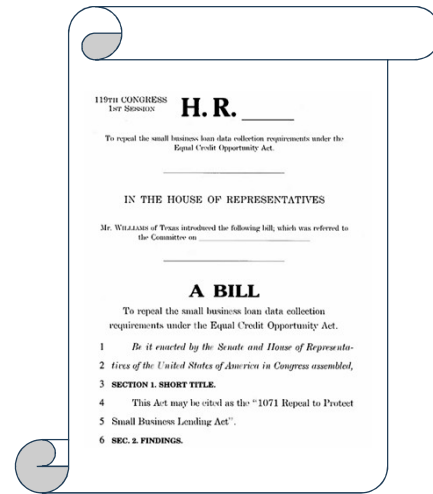 119TH CONGRESS
1ST SESSION
H. R. ______
To repeal the small business loan data collection requirements under the
Equal Credit Opportunity Act.
IN THE HOUSE OF REPRESENTATIVES
Mr. WILLIAMS of Texas introduced the following bill; which was referred to
the Committee on ______________________
A BILL
To repeal the small business loan data collection
requirements under the Equal Credit Opportunity Act.
1 Be it enacted by the Senate and House of Representa-
2 tives of the United States of America in Congress assembled,
3 SECTION 1. SHORT TITLE.
4 This Act may be cited as the “1071 Repeal to Protect
5 Small Business Lending Act”.
6 SEC. 2. FINDINGS.